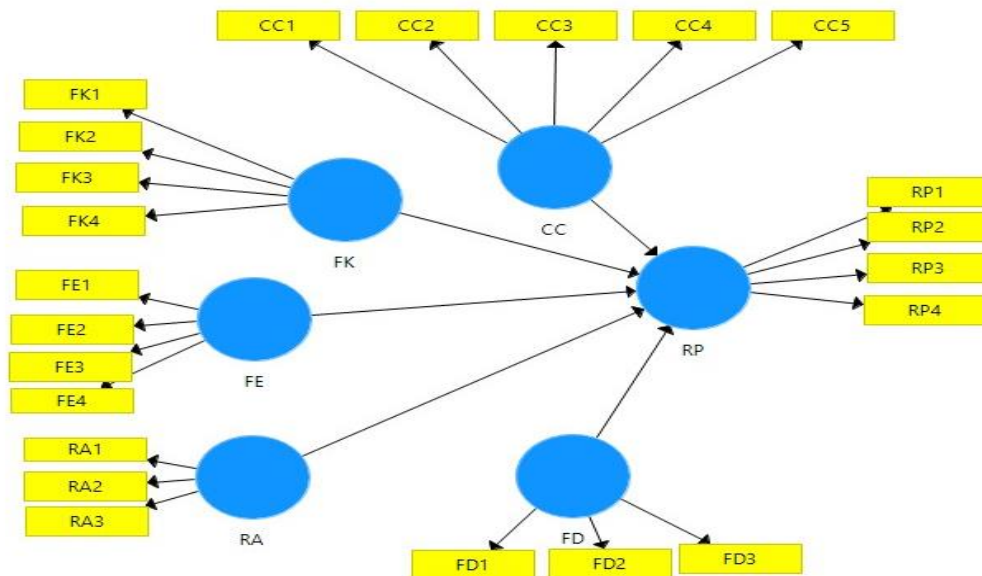 CC1
CC2
CC3
CC4
CC5
FK1
FK2
FK3
FK4
FK
CC
RP1
RP2
RP3
RP4
RP
FE1
FE2
FE3
FE4
FE
RA1
RA2
RA3
RA
FD
FD1
FD2
FD3